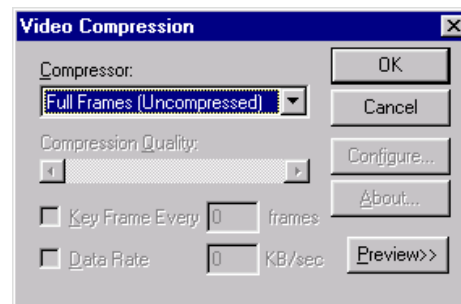 Video Compression
Compressor:
Full Frames (Uncompressed)
Compression Quality:
Key Frame Every 0 frames
Data Rate 0 KB/sec
OK
Cancel
Configure...
About...
Preview>>